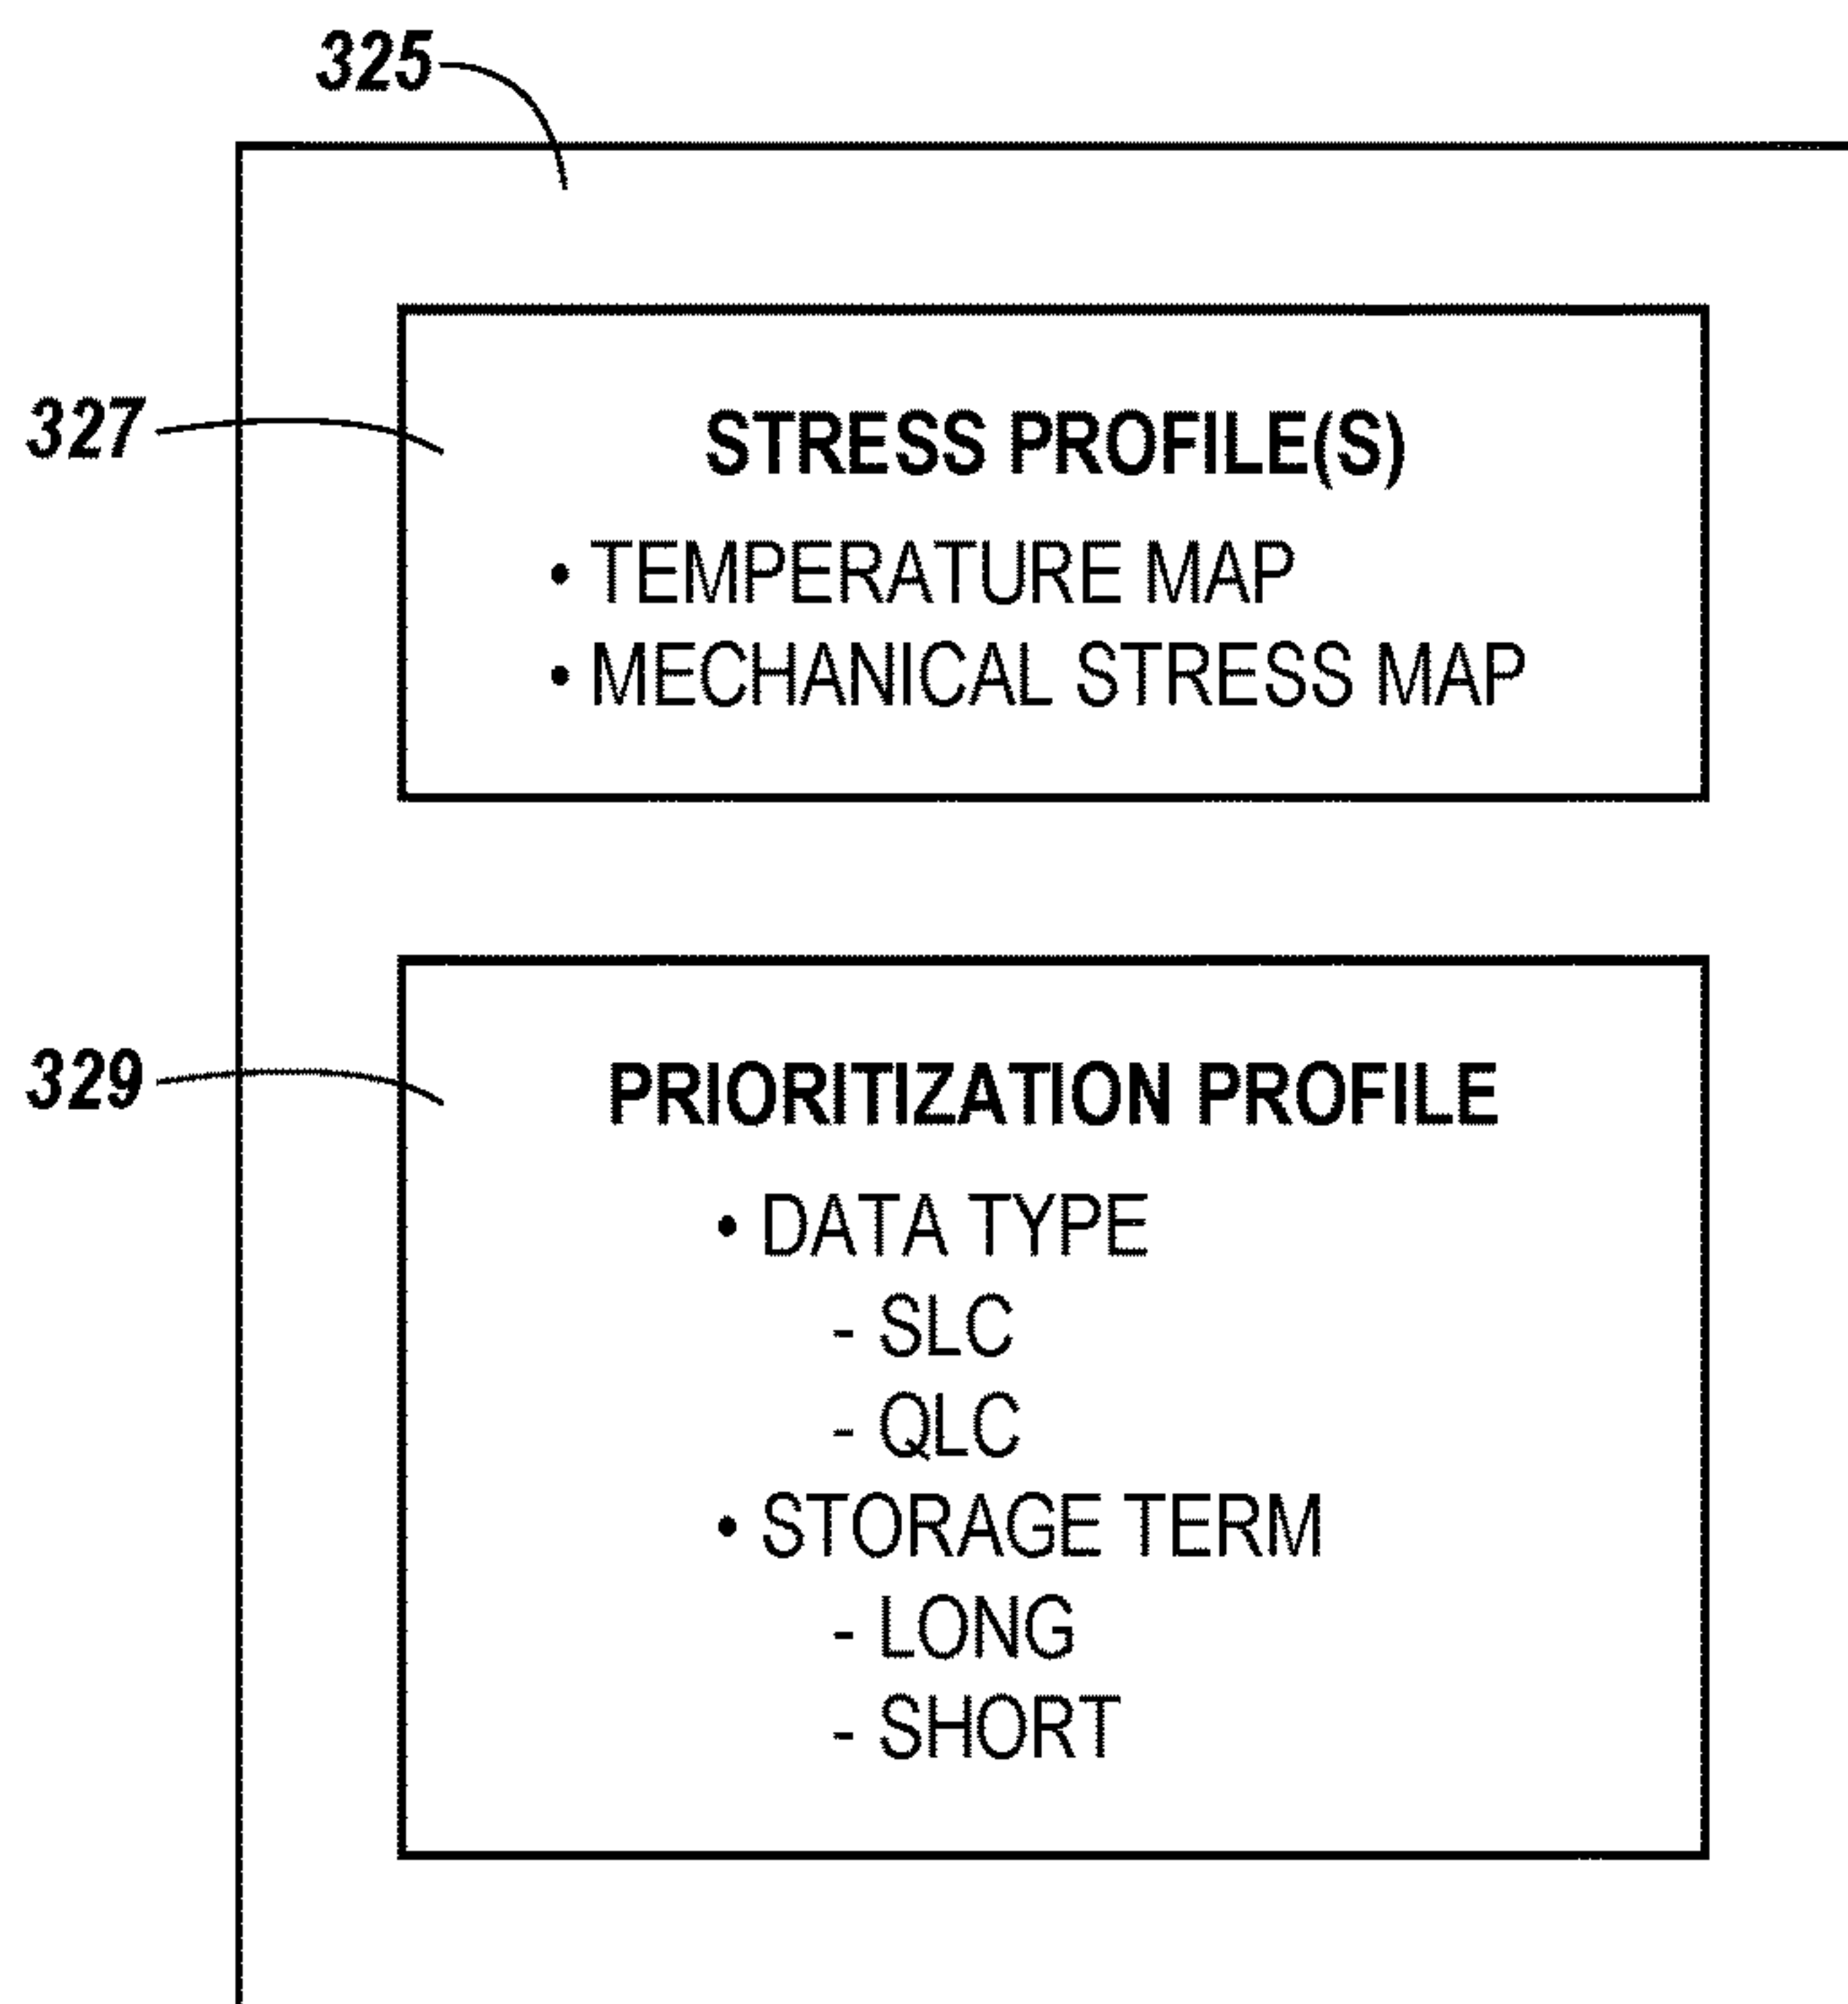 325
327
STRESS PROFILE(S)
• TEMPERATURE MAP
• MECHANICAL STRESS MAP
329
PRIORITIZATION PROFILE
• DATA TYPE
- SLC
- QLC
• STORAGE TERM
- LONG
- SHORT